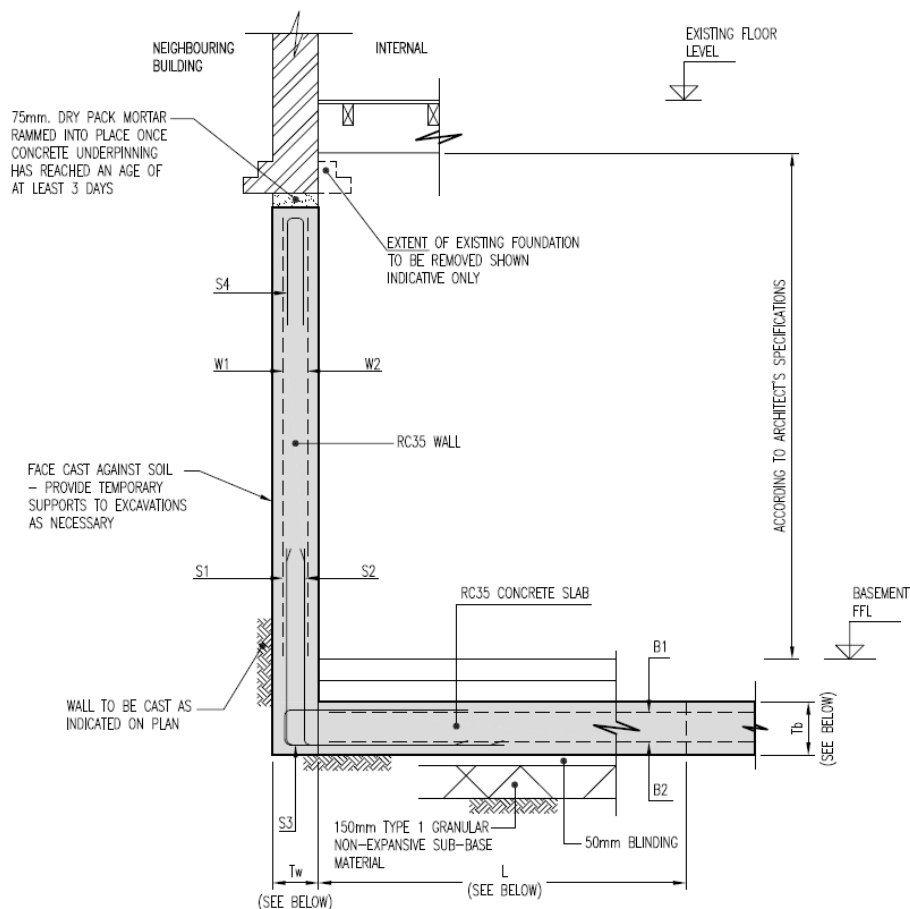 NEIGHBOURING
BUILDING
INTERNAL
EXISTING FLOOR
LEVEL
75mm. DRY PACK MORTAR
RAMMED INTO PLACE ONCE
CONCRETE UNDERPINNING
HAS REACHED AN AGE OF
AT LEAST 3 DAYS
EXTENT OF EXISTING FOUNDATION
TO BE REMOVED SHOWN
INDICATIVE ONLY
S4
W1
W2
ACCORDING TO ARCHITECT'S SPECIFICATIONS
RC35 WALL
FACE CAST AGAINST SOIL
– PROVIDE TEMPORARY
SUPPORTS TO EXCAVATIONS
AS NECESSARY
S1
S2
RC35 CONCRETE SLAB
BASEMENT
FFL
B1
WALL TO BE CAST AS
INDICATED ON PLAN
Tb
(SEE BELOW)
B2
S3
150mm TYPE 1 GRANULAR
NON-EXPANSIVE SUB-BASE
MATERIAL
50mm BLINDING
Tw
(SEE BELOW)
L
(SEE BELOW)